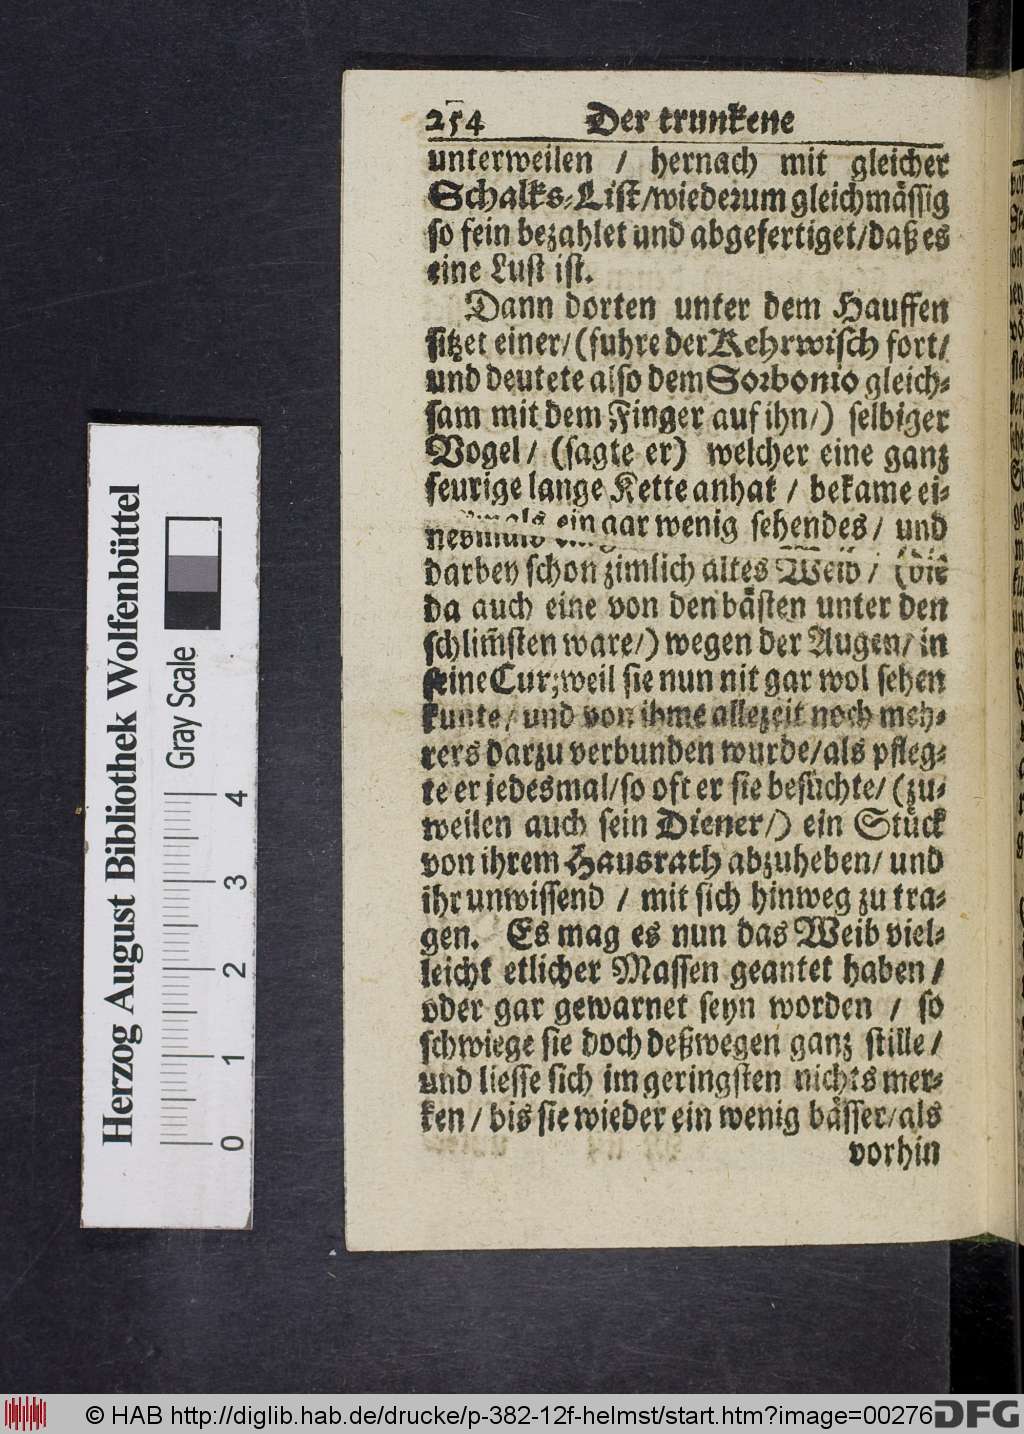 254 Der trunkene
unterweilen / hernach mit gleicher
Schalks-List/wiederum gleichmässig
so fein bezahlet und abgefertiget/daß es
eine Lust ist.
Dann dorten unter dem Hauffen
sitzet einer/(fuhre der Kehrwisch fort/
und deutete also dem Sorbonio gleich-
sam mit dem Finger auf ihn/) selbiger
Vogel/ (sagte er) welcher eine ganz
feurige lange Kette anhat / bekame ei-
nesmals ein gar wenig sehendes / und
darbey schon zimlich altes Weib / (die
da auch eine von den bästen unter den
schlim̃sten ware/) wegen der Augen/ in
seine Cur; weil sie nun nit gar wol sehen
kunte/ und von ihme allezeit noch meh-
rers darzu verbunden wurde/als pfleg-
te er jedesmal/so oft er sie besuchte/ (zu-
weilen auch sein Diener/) ein Stück
von ihrem Hausrath abzuheben/ und
ihr unwissend / mit sich hinweg zu tra-
gen. Es mag es nun das Weib viel-
leicht etlicher Massen geantet haben /
oder gar gewarnet seyn worden / so
schwiege sie doch deßwegen ganz stille /
und liesse sich im geringsten nichts mer-
ken / bis sie wieder ein wenig bässer/als
vorhin
Herzog August Bibliothek Wolfenbüttel
Gray Scale
0 1 2 3 4
© HAB http://diglib.hab.de/drucke/p-382-12f-helmst/start.htm?image=00276
DFG